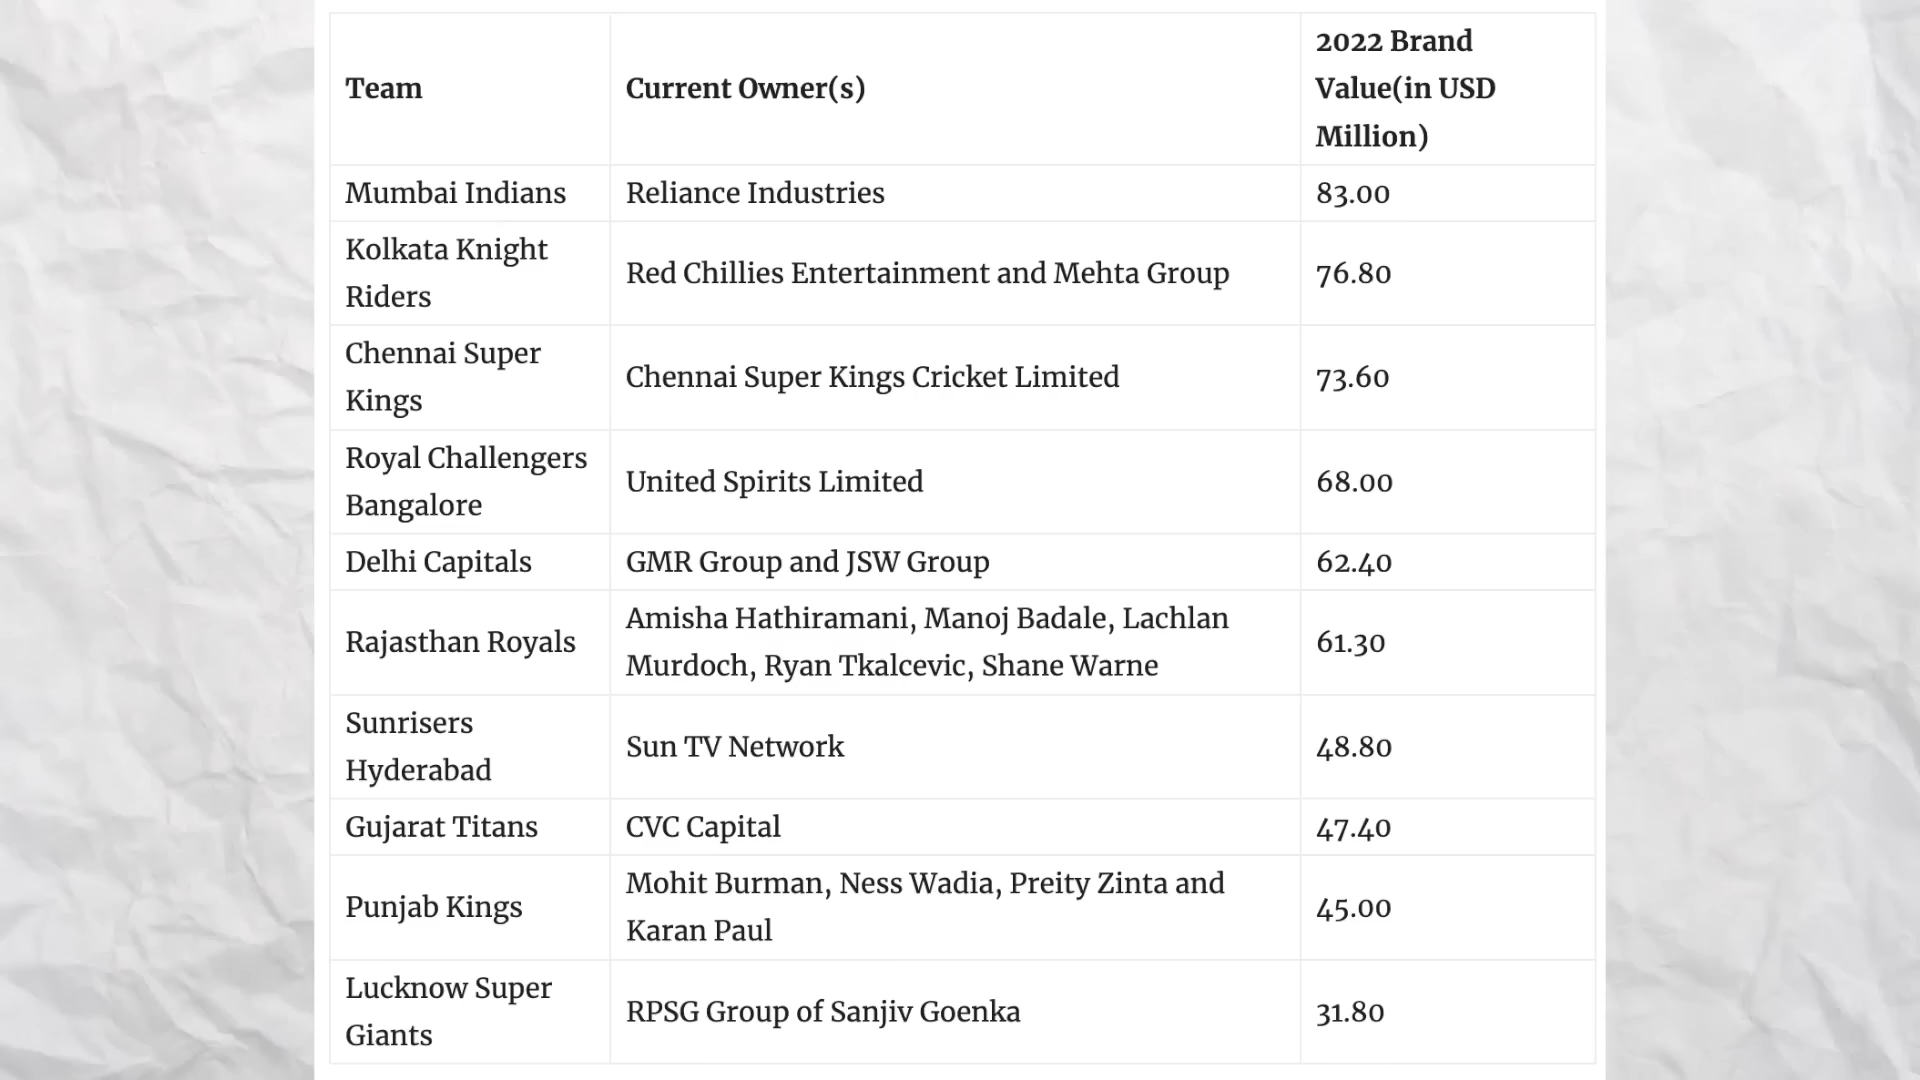 Team
Current Owner(s)
2022 Brand
Value(in USD
Million)
Mumbai Indians
Reliance Industries
83.00
Kolkata Knight
Riders
Red Chillies Entertainment and Mehta Group
76.80
Chennai Super
Kings
Chennai Super Kings Cricket Limited
73.60
Royal Challengers
Bangalore
United Spirits Limited
68.00
Delhi Capitals
GMR Group and JSW Group
62.40
Rajasthan Royals
Amisha Hathiramani, Manoj Badale, Lachlan
Murdoch, Ryan Tkalcevic, Shane Warne
61.30
Sunrisers
Hyderabad
Sun TV Network
48.80
Gujarat Titans
CVC Capital
47.40
Punjab Kings
Mohit Burman, Ness Wadia, Preity Zinta and
Karan Paul
45.00
Lucknow Super
Giants
RPSG Group of Sanjiv Goenka
31.80